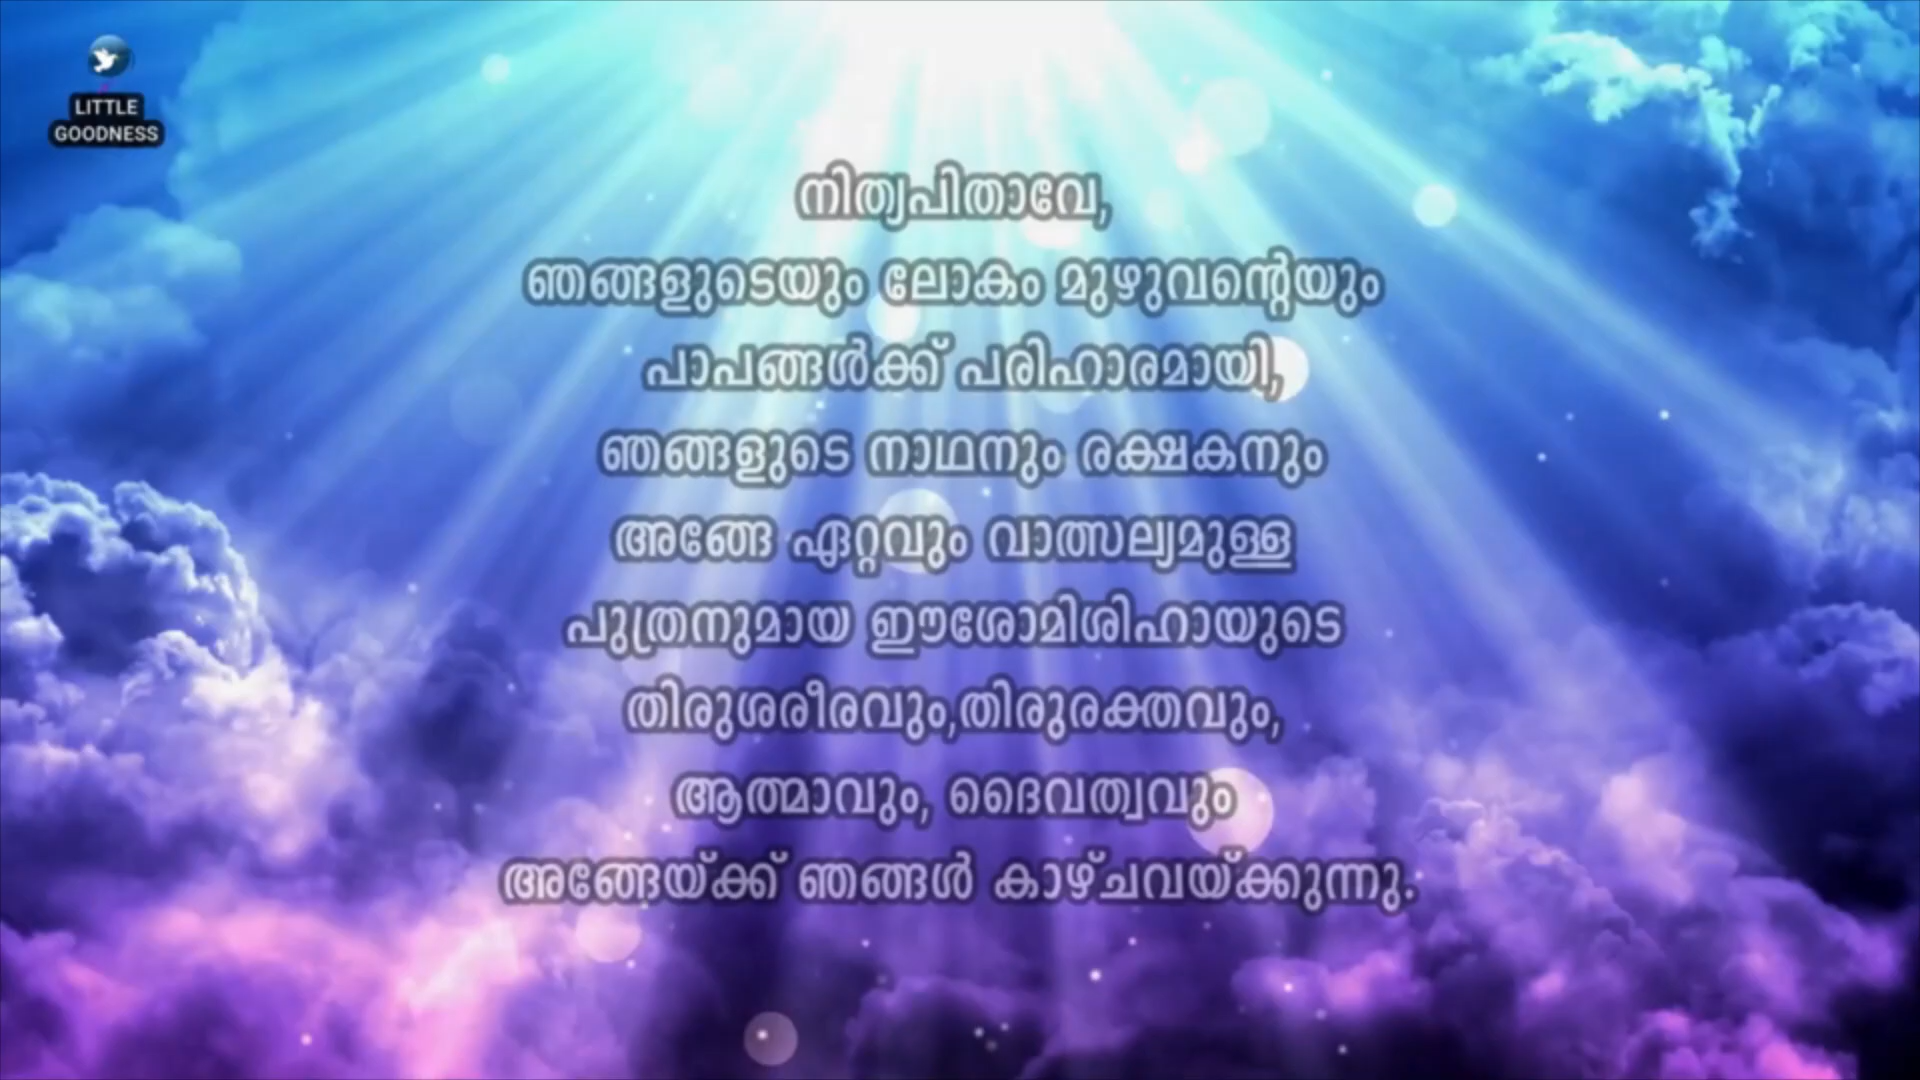 LITTLE
GOODNESS
നിത്യപിതാവേ,
ഞങ്ങളുടെയും ലോകം മുഴുവന്റെയും
പാപങ്ങൾക്ക് പരിഹാരമായി,
ഞങ്ങളുടെ നാഥനും രക്ഷകനും
അങ്ങേ ഏറ്റവും വാത്സല്യമുള്ള
പുത്രനുമായ ഈശോമിശിഹായുടെ
തിരുശരീരവും,തിരുരക്തവും,
ആത്മാവും, ദൈവത്വവും
അങ്ങേയ്ക്ക് ഞങ്ങൾ കാഴ്ചവയ്ക്കുന്നു.